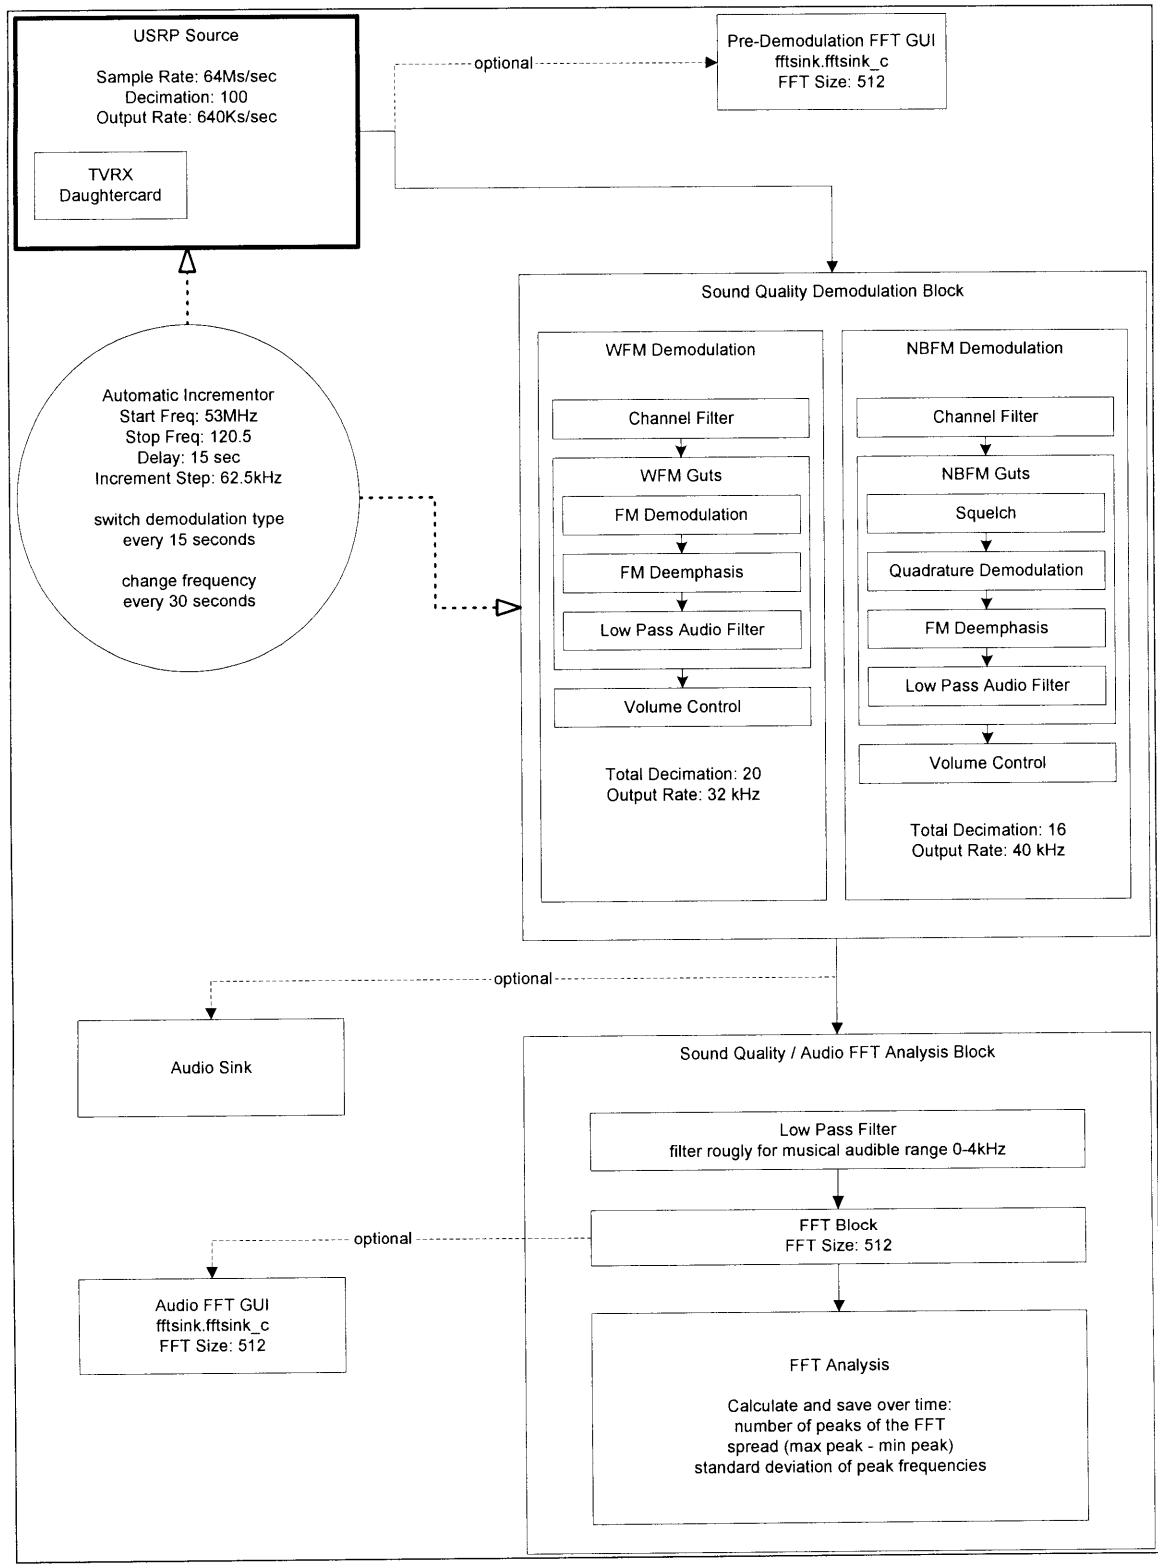 USRP Source
Sample Rate: 64Ms/sec
Decimation: 100
Output Rate: 640Ks/sec
TVRX
Daughtercard
optional
Pre-Demodulation FFT GUI
fftsink.fftsink_c
FFT Size: 512
Automatic Incrementor
Start Freq: 53MHz
Stop Freq: 120.5
Delay: 15 sec
Increment Step: 62.5kHz
switch demodulation type
every 15 seconds
change frequency
every 30 seconds
Sound Quality Demodulation Block
WFM Demodulation
Channel Filter
WFM Guts
FM Demodulation
FM Deemphasis
Low Pass Audio Filter
Volume Control
Total Decimation: 20
Output Rate: 32 kHz
NBFM Demodulation
Channel Filter
NBFM Guts
Squelch
Quadrature Demodulation
FM Deemphasis
Low Pass Audio Filter
Volume Control
Total Decimation: 16
Output Rate: 40 kHz
optional
Audio Sink
Sound Quality / Audio FFT Analysis Block
Low Pass Filter
filter rougly for musical audible range 0-4kHz
FFT Block
FFT Size: 512
optional
Audio FFT GUI
fftsink.fftsink_c
FFT Size: 512
FFT Analysis
Calculate and save over time:
number of peaks of the FFT
spread (max peak - min peak)
standard deviation of peak frequencies